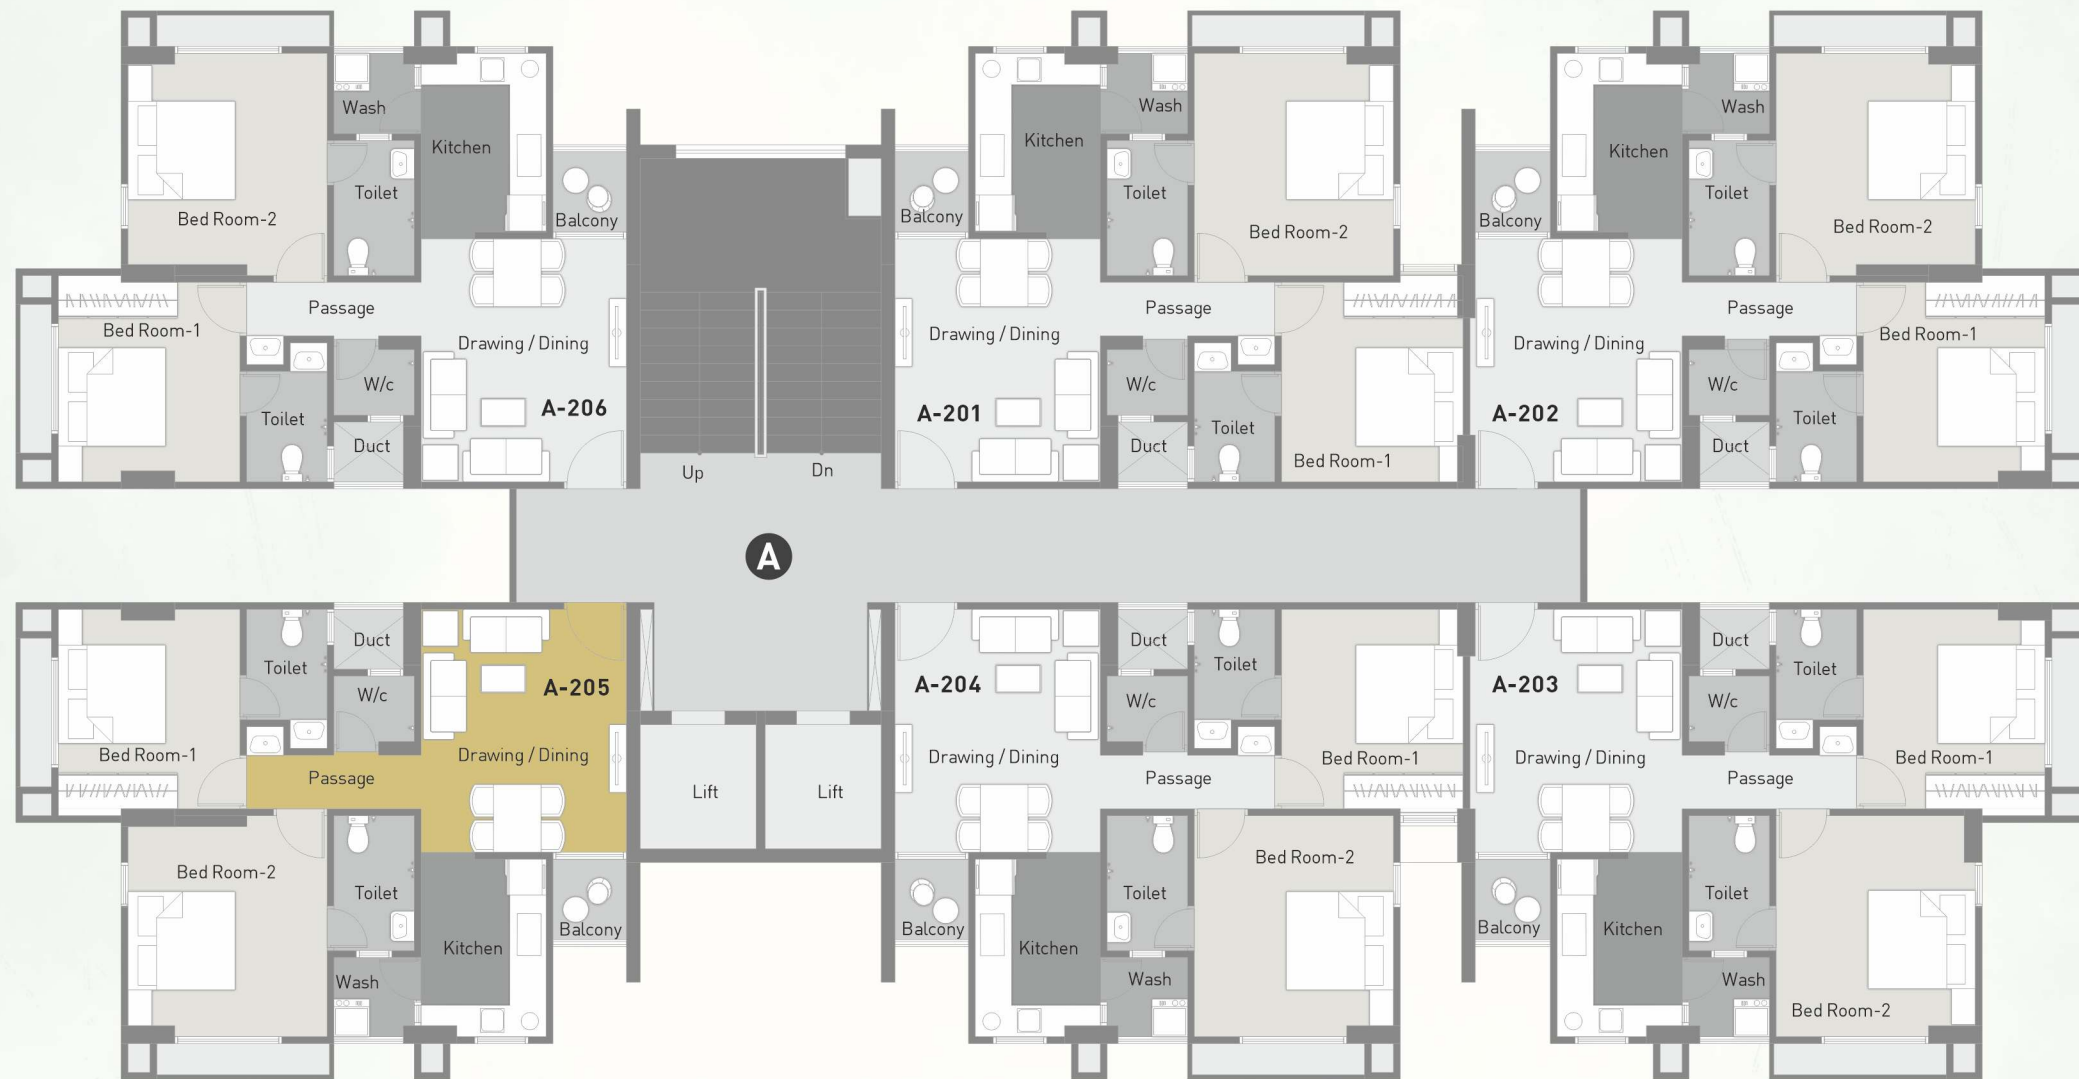 Wash
Kitchen
Toilet
Bed Room-2
Balcony
Passage
Bed Room-1
Drawing / Dining
W/c
A-206
Toilet
Duct
Up
Dn
Wash
Kitchen
Toilet
Balcony
Bed Room-2
Passage
Drawing / Dining
W/c
A-201
Toilet
Duct
Bed Room-1
Wash
Kitchen
Toilet
Balcony
Bed Room-2
Passage
Bed Room-1
Drawing / Dining
W/c
A-202
Toilet
Duct
A
Duct
Toilet
W/c
A-205
Bed Room-1
Drawing / Dining
Passage
Bed Room-2
Toilet
Balcony
Kitchen
Wash
Lift
Lift
Duct
Toilet
A-204
W/c
Drawing / Dining
Bed Room-1
Passage
Bed Room-2
Toilet
Balcony
Kitchen
Wash
Duct
Toilet
A-203
W/c
Drawing / Dining
Bed Room-1
Passage
Toilet
Balcony
Kitchen
Wash
Bed Room-2